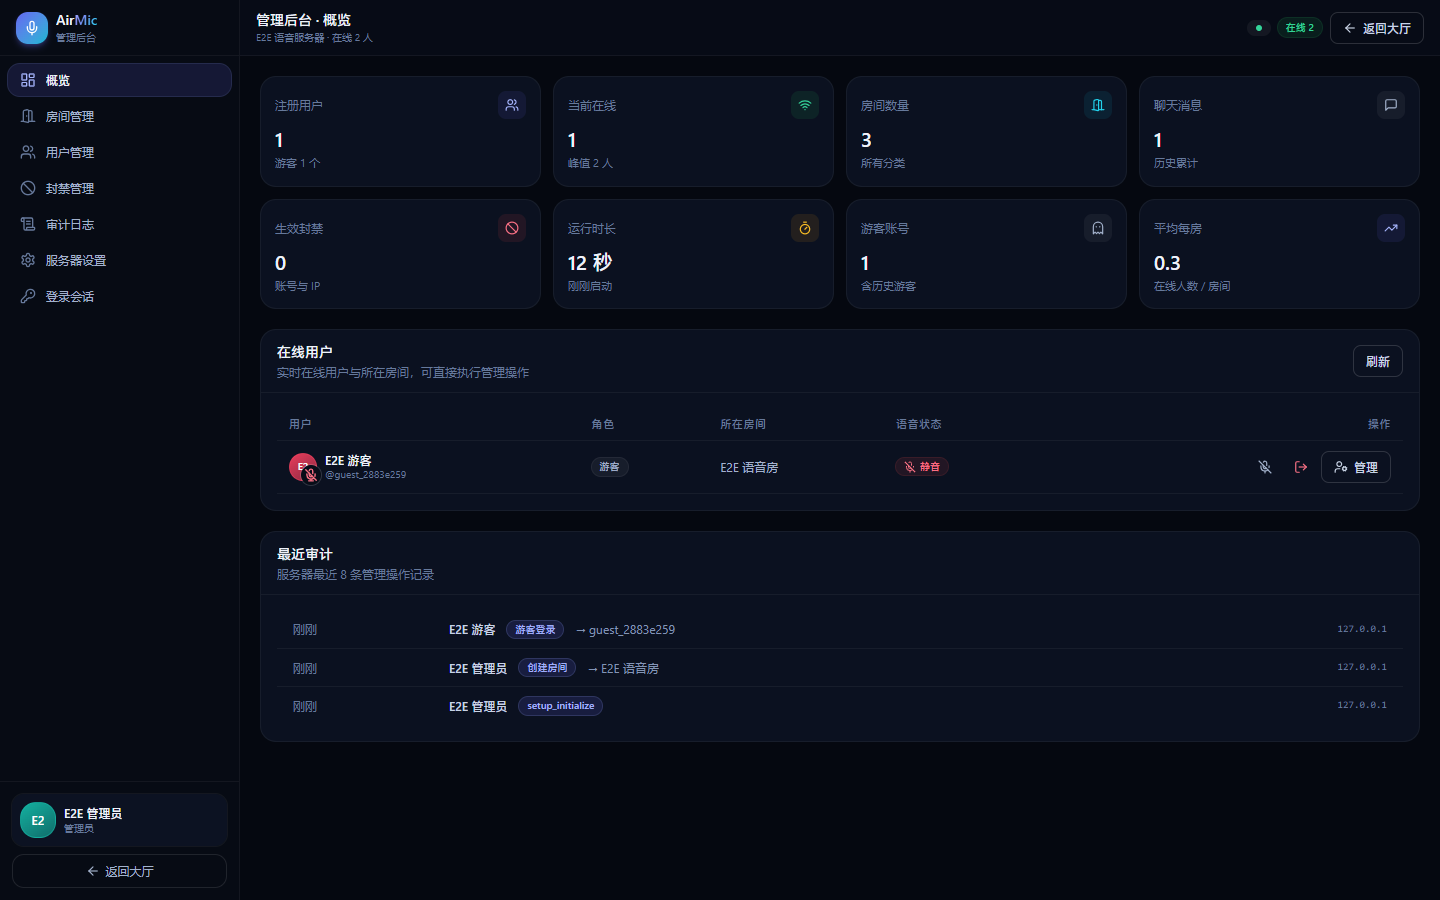 AirMic
管理后台
概览
房间管理
用户管理
封禁管理
审计日志
服务器设置
登录会话
E2
E2E 管理员
管理员
返回大厅
管理后台 · 概览
E2E 语音服务器 · 在线 2 人
在线 2
返回大厅
注册用户
1
游客 1 个
当前在线
1
峰值 2 人
房间数量
3
所有分类
聊天消息
1
历史累计
生效封禁
0
账号与 IP
运行时长
12 秒
刚刚启动
游客账号
1
含历史游客
平均每房
0.3
在线人数 / 房间
在线用户
实时在线用户与所在房间，可直接执行管理操作
刷新
用户 角色 所在房间 语音状态 操作
E2E 游客
@guest_2883e259
游客
E2E 语音房
静音
管理
最近审计
服务器最近 8 条管理操作记录
刚刚 E2E 游客 游客登录 → guest_2883e259 127.0.0.1
刚刚 E2E 管理员 创建房间 → E2E 语音房 127.0.0.1
刚刚 E2E 管理员 setup_initialize 127.0.0.1